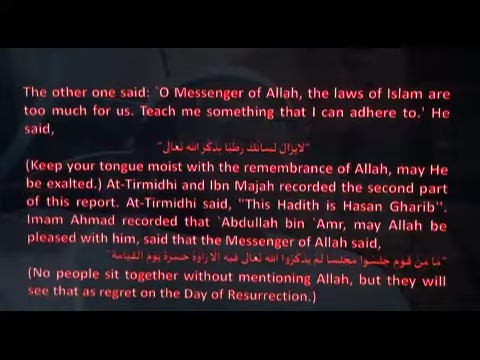 The other one said: `O Messenger of Allah, the laws of Islam are
too much for us. Teach me something that I can adhere to.' He
said,
"لايزال لسانك رطبا بذكر الله تعالى"
(Keep your tongue moist with the remembrance of Allah, may He
be exalted.) At-Tirmidhi and Ibn Majah recorded the second part
of this report. At-Tirmidhi said, "This Hadith is Hasan Gharib".
Imam Ahmad recorded that `Abdullah bin `Amr, may Allah be
pleased with him, said that the Messenger of Allah said,
"ما من قوم جلسوا مجلسا لم يذكروا الله تعالى فيه إلا رأوه حسرة يوم القيامة"
(No people sit together without mentioning Allah, but they will
see that as regret on the Day of Resurrection.)